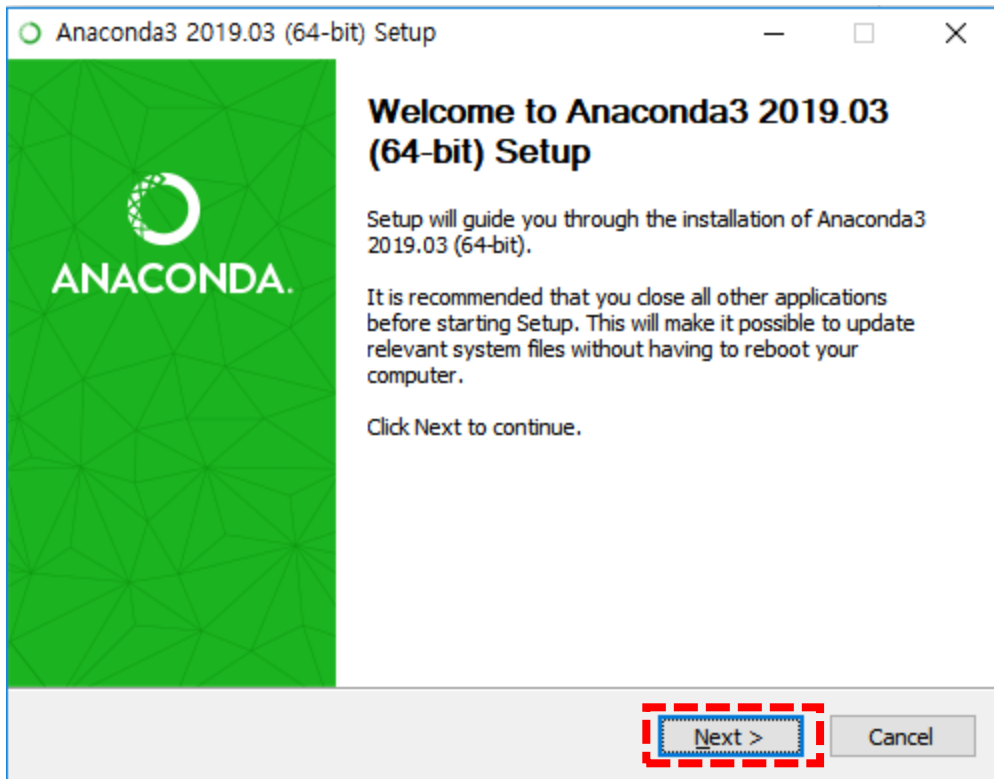 Anaconda3 2019.03 (64-bit) Setup
ANACONDA.
Welcome to Anaconda3 2019.03
(64-bit) Setup
Setup will guide you through the installation of Anaconda3
2019.03 (64-bit).
It is recommended that you close all other applications
before starting Setup. This will make it possible to update
relevant system files without having to reboot your
computer.
Click Next to continue.
Next >
Cancel